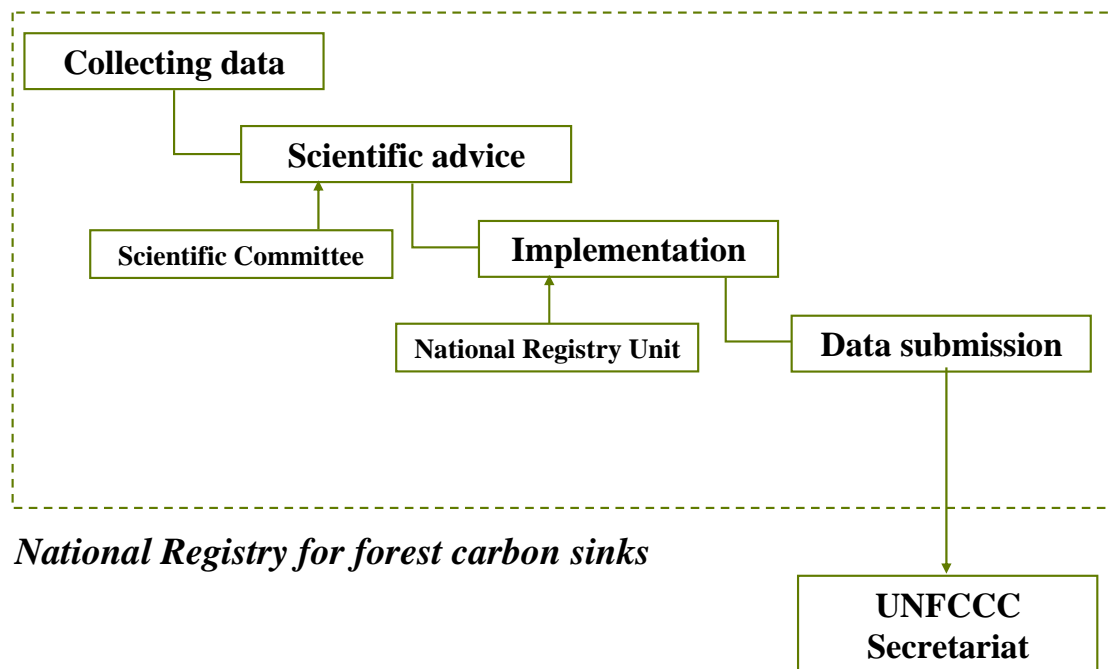 Collecting data
Scientific advice
Scientific Committee
Implementation
National Registry Unit
Data submission
National Registry for forest carbon sinks
UNFCCC
Secretariat